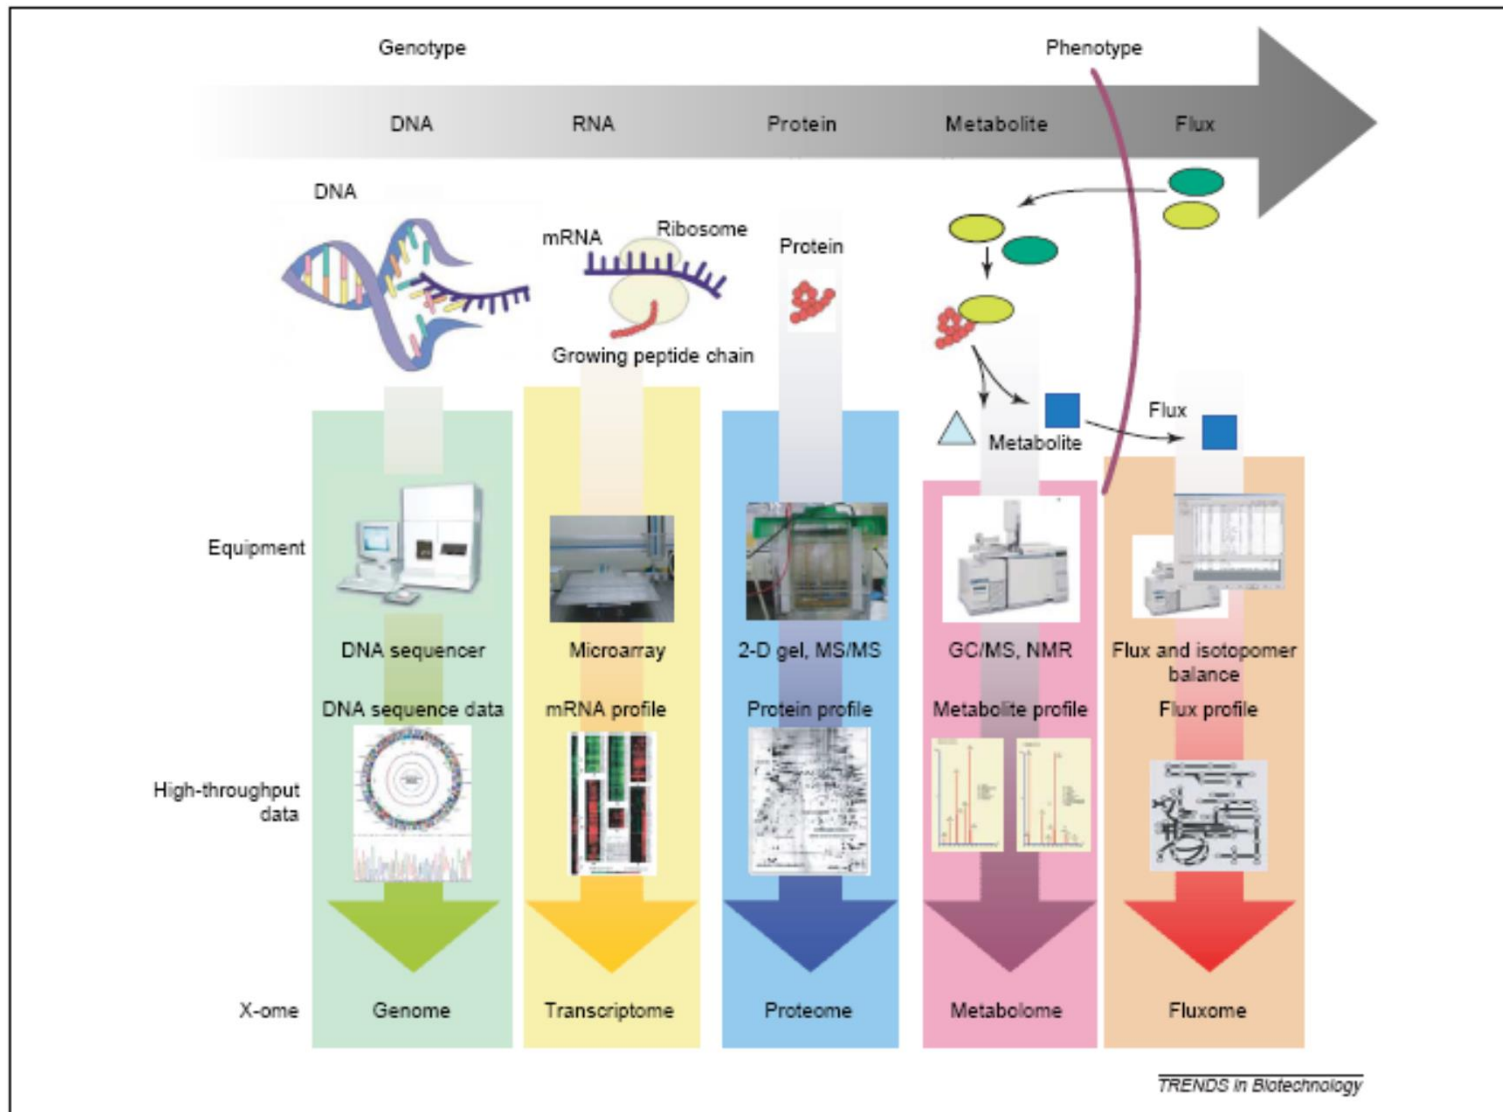 Genotype
Phenotype
DNA
RNA
Protein
Metabolite
Flux
DNA
mRNA
Ribosome
Growing peptide chain
Protein
Metabolite
Flux
Equipment
DNA sequencer
Microarray
2-D gel, MS/MS
GC/MS, NMR
Flux and isotopomer
balance
DNA sequence data
mRNA profile
Protein profile
Metabolite profile
Flux profile
High-throughput
data
X-ome
Genome
Transcriptome
Proteome
Metabolome
Fluxome
TRENDS in Biotechnology